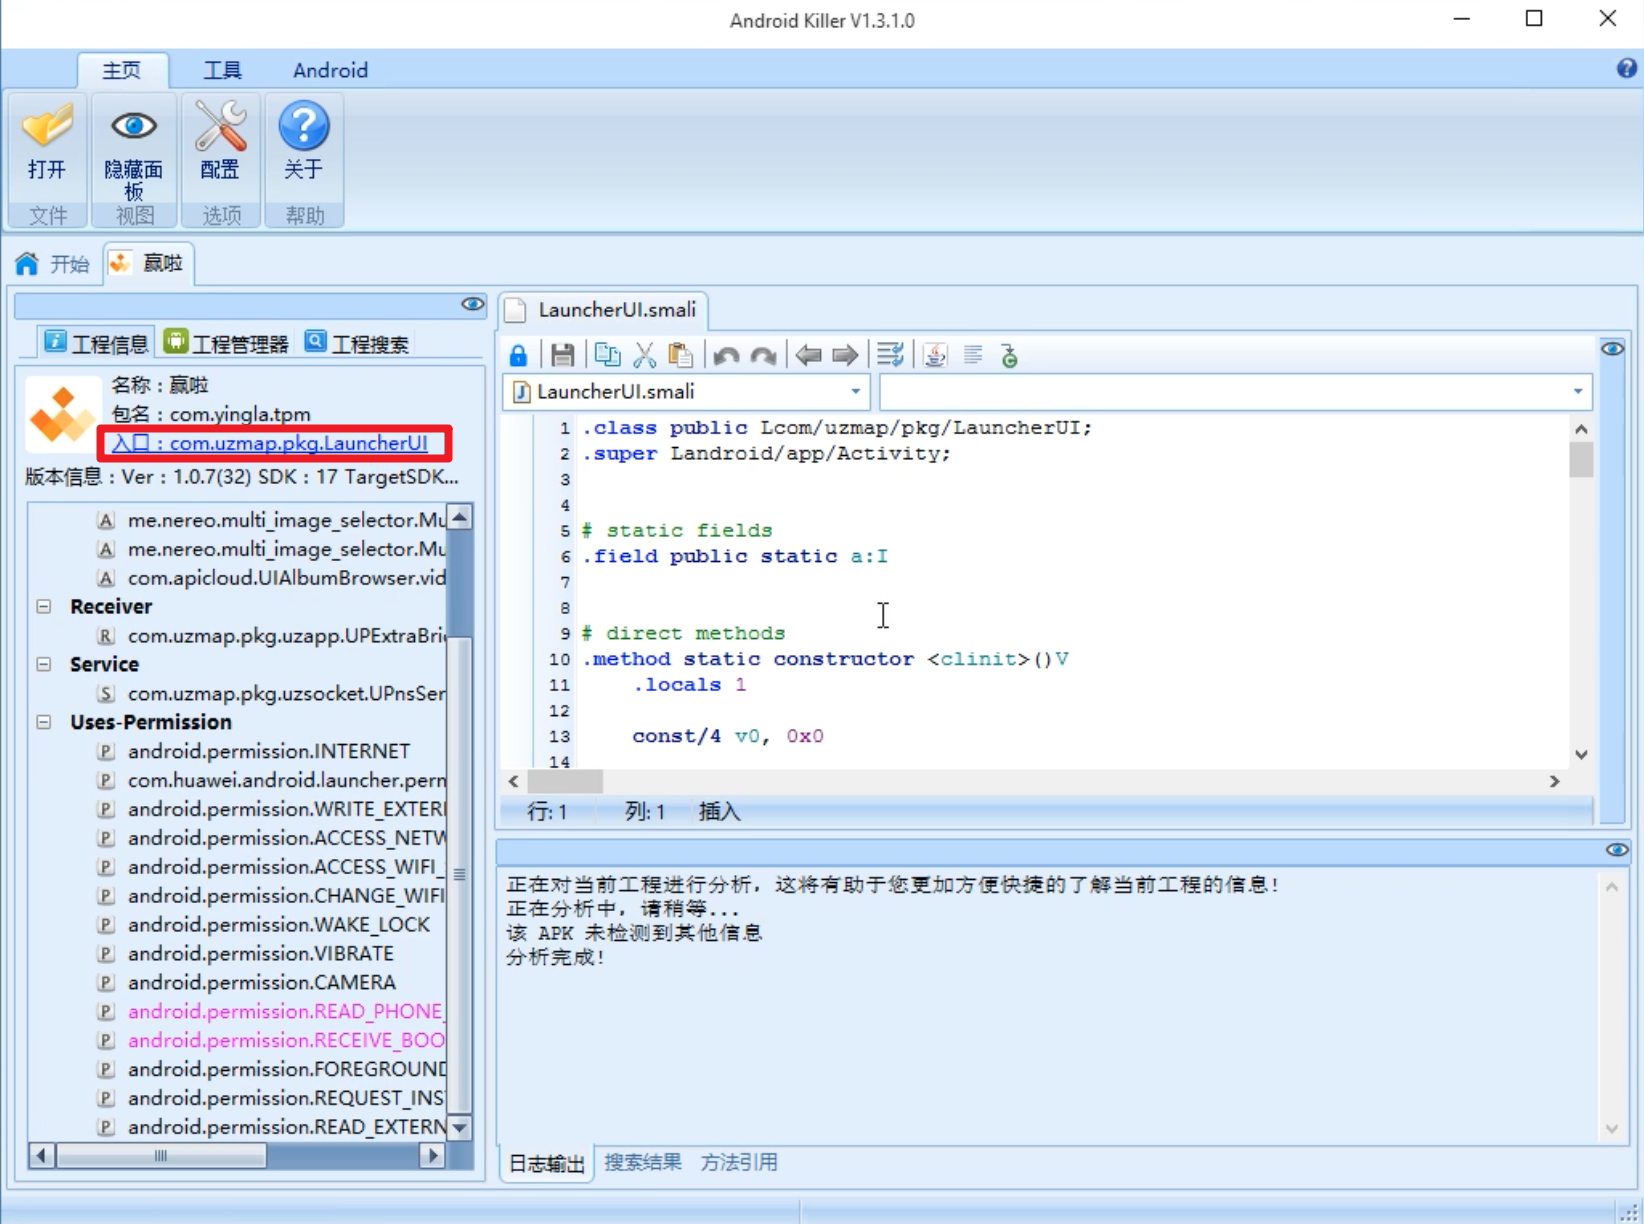 Android Killer V1.3.1.0
主页 工具 Android
打开 隐藏面板 配置 关于
文件 视图 选项 帮助
开始 赢啦
工程信息 工程管理器 工程搜索
名称：赢啦
包名：com.yingla.tpm
入口：com.uzmap.pkg.LauncherUI
版本信息：Ver：1.0.7(32) SDK：17 TargetSDK...
A me.nereo.multi_image_selector.Mu
A me.nereo.multi_image_selector.Mu
A com.apicloud.UIAlbumBrowser.vid
Receiver
R com.uzmap.pkg.uzapp.UPExtraBri
Service
S com.uzmap.pkg.uzsocket.UPnsSer
Uses-Permission
P android.permission.INTERNET
P com.huawei.android.launcher.perm
P android.permission.WRITE_EXTER
P android.permission.ACCESS_NETW
P android.permission.ACCESS_WIFI_
P android.permission.CHANGE_WIFI
P android.permission.WAKE_LOCK
P android.permission.VIBRATE
P android.permission.CAMERA
P android.permission.READ_PHONE_
P android.permission.RECEIVE_BOO
P android.permission.FOREGROUND
P android.permission.REQUEST_INS
P android.permission.READ_EXTERN
LauncherUI.smali
LauncherUI.smali
1 .class public Lcom/uzmap/pkg/LauncherUI;
2 .super Landroid/app/Activity;
3
4
5 # static fields
6 .field public static a:I
7
8
9 # direct methods
10 .method static constructor <clinit>()V
11 .locals 1
12
13 const/4 v0, 0x0
14
行: 1 列: 1 插入
正在对当前工程进行分析，这将有助于您更加方便快捷的了解当前工程的信息！
正在分析中，请稍等...
该 APK 未检测到其他信息
分析完成！
日志输出 搜索结果 方法引用